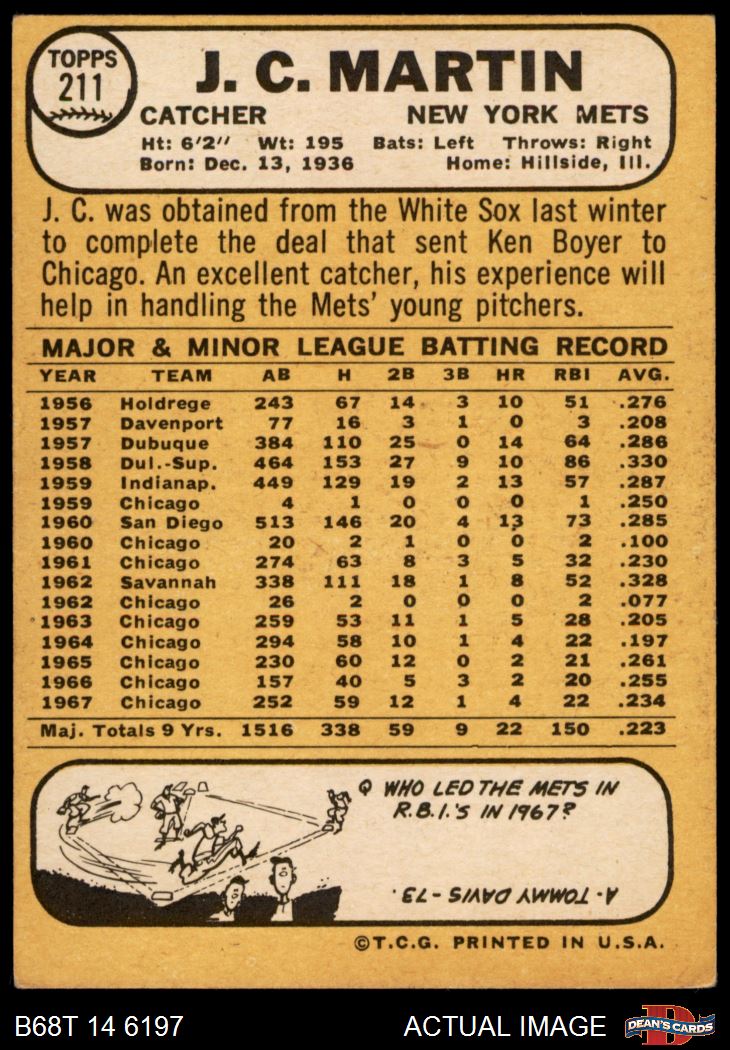 TOPPS
211
J. C. MARTIN
CATCHER NEW YORK METS
Ht: 6'2" Wt: 195 Bats: Left Throws: Right
Born: Dec. 13, 1936 Home: Hillside, Ill.
J. C. was obtained from the White Sox last winter
to complete the deal that sent Ken Boyer to
Chicago. An excellent catcher, his experience will
help in handling the Mets' young pitchers.
MAJOR & MINOR LEAGUE BATTING RECORD
YEAR TEAM AB H 2B 3B HR RBI AVG.
1956 Holdrege 243 67 14 3 10 51 .276
1957 Davenport 77 16 3 1 0 3 .208
1957 Dubuque 384 110 25 0 14 64 .286
1958 Dul.-Sup. 464 153 27 9 10 86 .330
1959 Indianap. 449 129 19 2 13 57 .287
1959 Chicago 4 1 0 0 0 1 .250
1960 San Diego 513 146 20 4 13 73 .285
1960 Chicago 20 2 1 0 0 2 .100
1961 Chicago 274 63 8 3 5 32 .230
1962 Savannah 338 111 18 1 8 52 .328
1962 Chicago 26 2 0 0 0 2 .077
1963 Chicago 259 53 11 1 5 28 .205
1964 Chicago 294 58 10 1 4 22 .197
1965 Chicago 230 60 12 0 2 21 .261
1966 Chicago 157 40 5 3 2 20 .255
1967 Chicago 252 59 12 1 4 22 .234
Maj. Totals 9 Yrs. 1516 338 59 9 22 150 .223
Q WHO LED THE METS IN
R.B.I.'S IN 1967?
A-TOMMY DAVIS-73.
©T.C.G. PRINTED IN U.S.A.
B68T 14 6197 ACTUAL IMAGE
D
DEAN'S CARDS